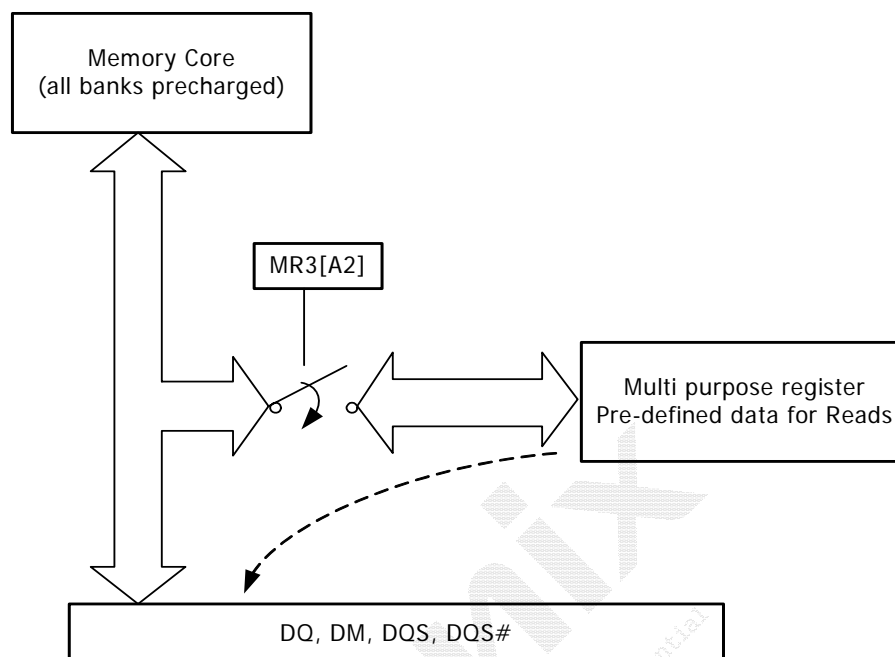 Memory Core
(all banks precharged)
MR3[A2]
Multi purpose register
Pre-defined data for Reads
DQ, DM, DQS, DQS#